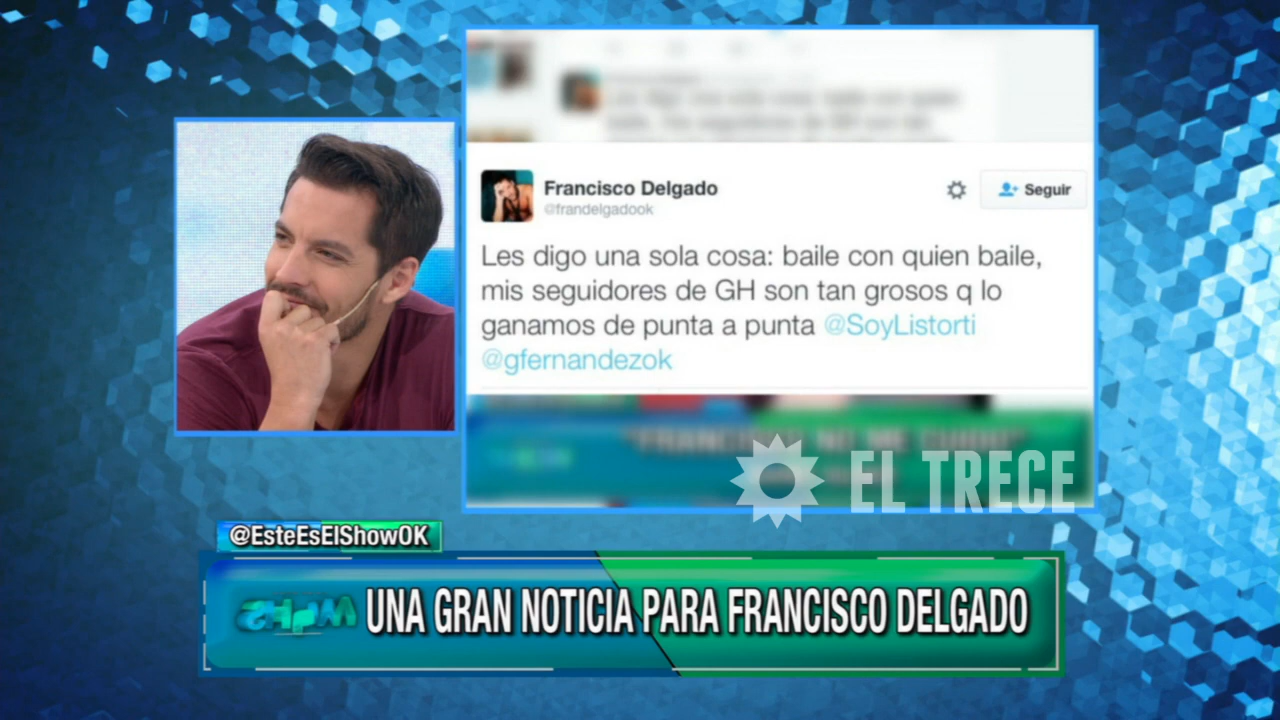 Francisco Delgado
@frandelgadook
Seguir
Les digo una sola cosa: baile con quien baile,
mis seguidores de GH son tan grosos q lo
ganamos de punta a punta @SoyListorti
@gfernandezok
EL TRECE
@EsteEsElShowOK
UNA GRAN NOTICIA PARA FRANCISCO DELGADO